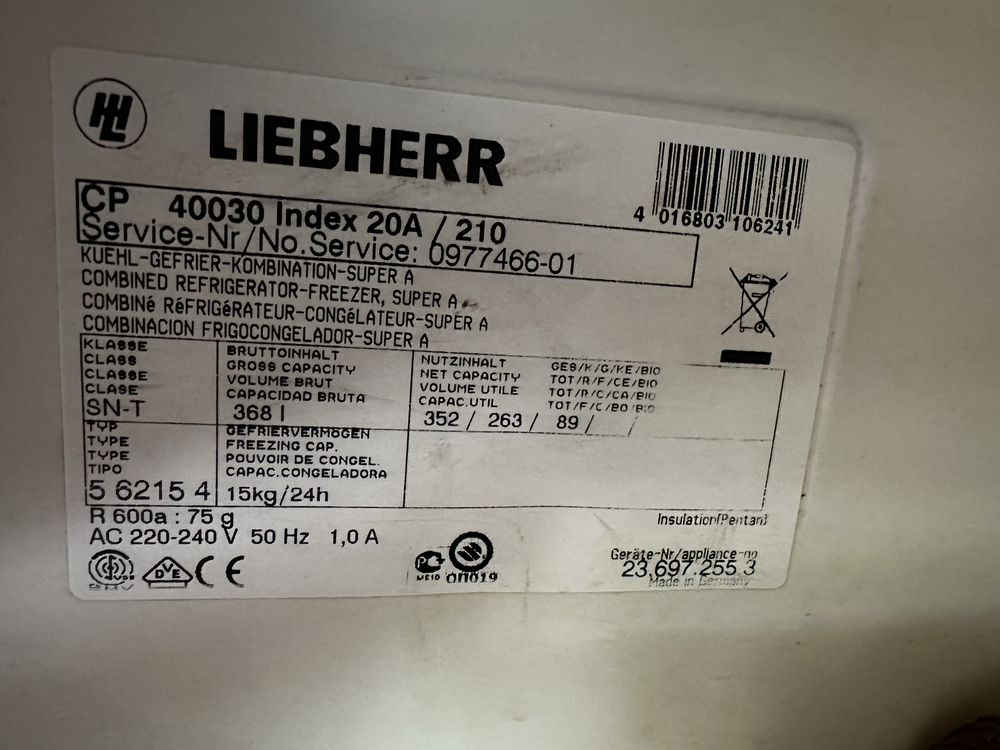 LIEBHERR
4 016803 106241
CP 40030 Index 20A / 210
Service-Nr/No.Service: 0977466-01
KUEHL-GEFRIER-KOMBINATION-SUPER A
COMBINED REFRIGERATOR-FREEZER, SUPER A
COMBINé RéFRIGéRATEUR-CONGéLATEUR-SUPER A
COMBINACION FRIGOCONGELADOR-SUPER A
KLASSE
CLASS
CLASSE
CLASE
SN-T
BRUTTOINHALT
GROSS CAPACITY
VOLUME BRUT
CAPACIDAD BRUTA
368 l
NUTZINHALT GES/K/G/KE/BIO
NET CAPACITY TOT/R/F/CE/BIO
VOLUME UTILE TOT/R/C/CA/BIO
CAPAC.UTIL TOT/F/C/BO/BIO
352 / 263 / 89 / /
TYP
TYPE
TYPE
TIPO
5 6215 4
GEFRIERVERMöGEN
FREEZING CAP.
POUVOIR DE CONGEL.
CAPAC.CONGELADORA
15kg/24h
R 600a : 75 g
AC 220-240 V 50 Hz 1,0 A
Insulation(Pentan)
Geräte-Nr/appliance-no
23.697.255 3
Made in Germany
VDE
EMV
DVE
CE